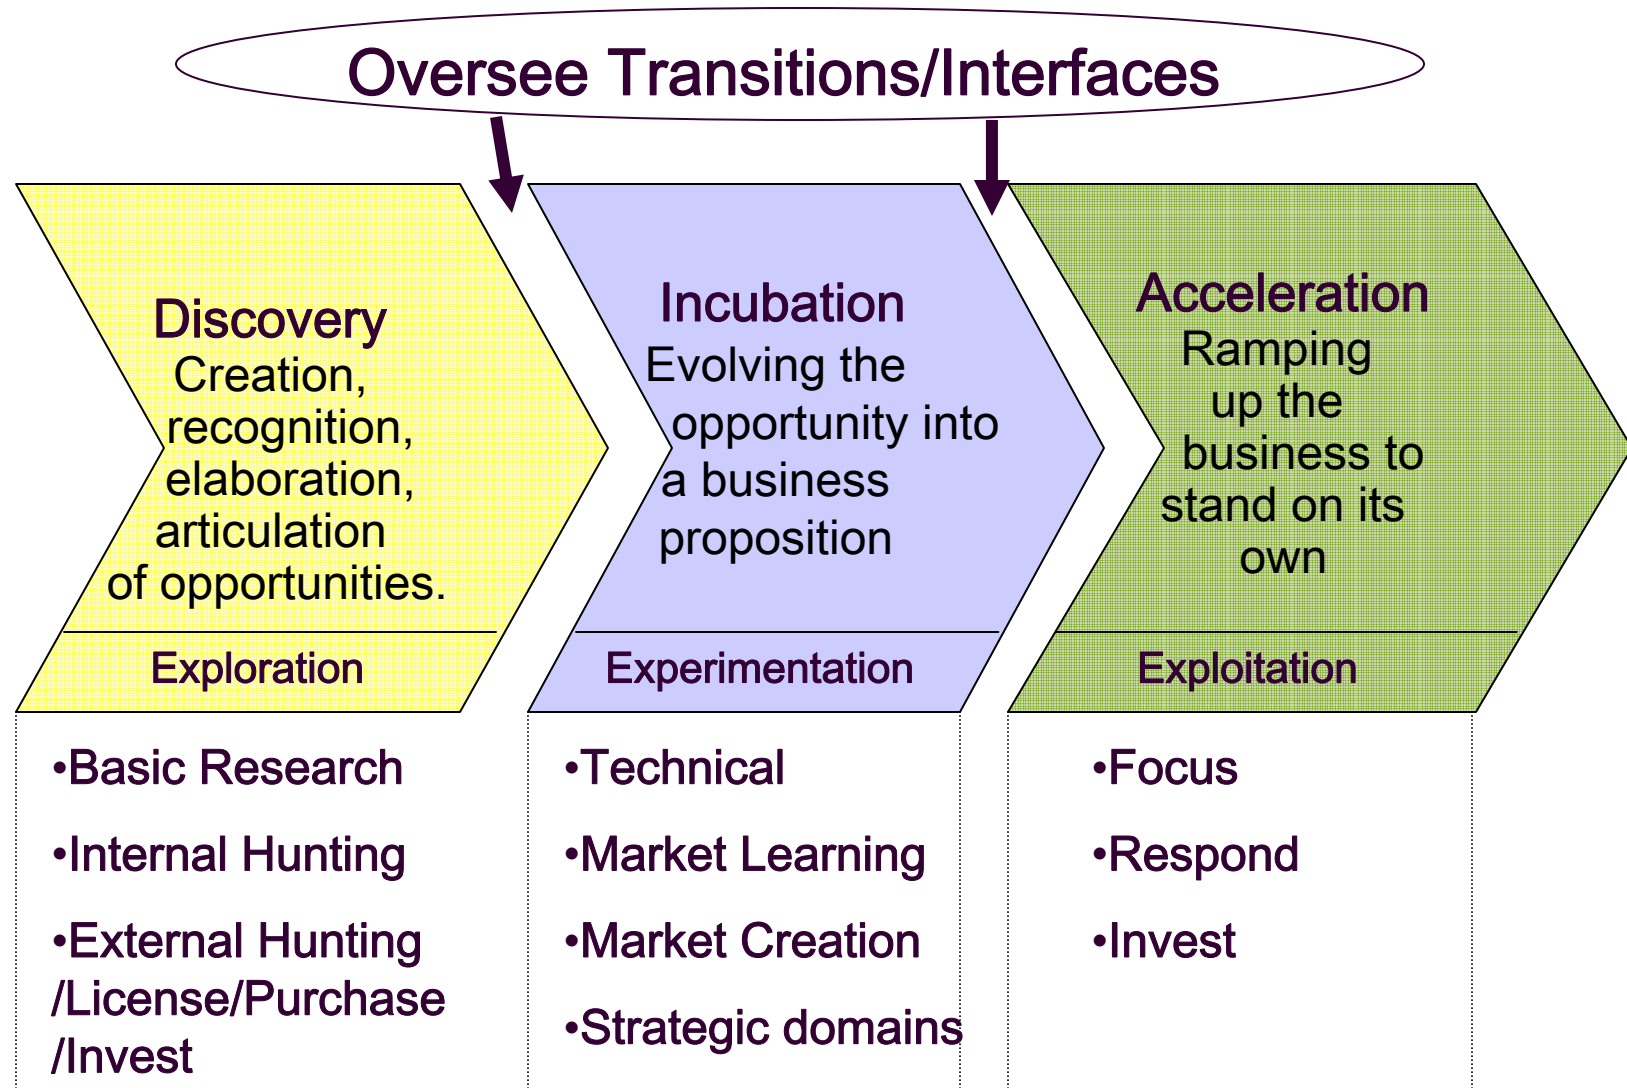 Oversee Transitions/Interfaces
Discovery
Creation,
recognition,
elaboration,
articulation
of opportunities.
Exploration
•Basic Research
•Internal Hunting
•External Hunting
/License/Purchase
/Invest
Incubation
Evolving the
opportunity into
a business
proposition
Experimentation
•Technical
•Market Learning
•Market Creation
•Strategic domains
Acceleration
Ramping
up the
business to
stand on its
own
Exploitation
•Focus
•Respond
•Invest